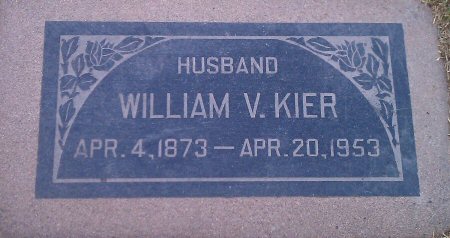 HUSBAND
WILLIAM V. KIER
APR. 4, 1873 — APR. 20, 1953